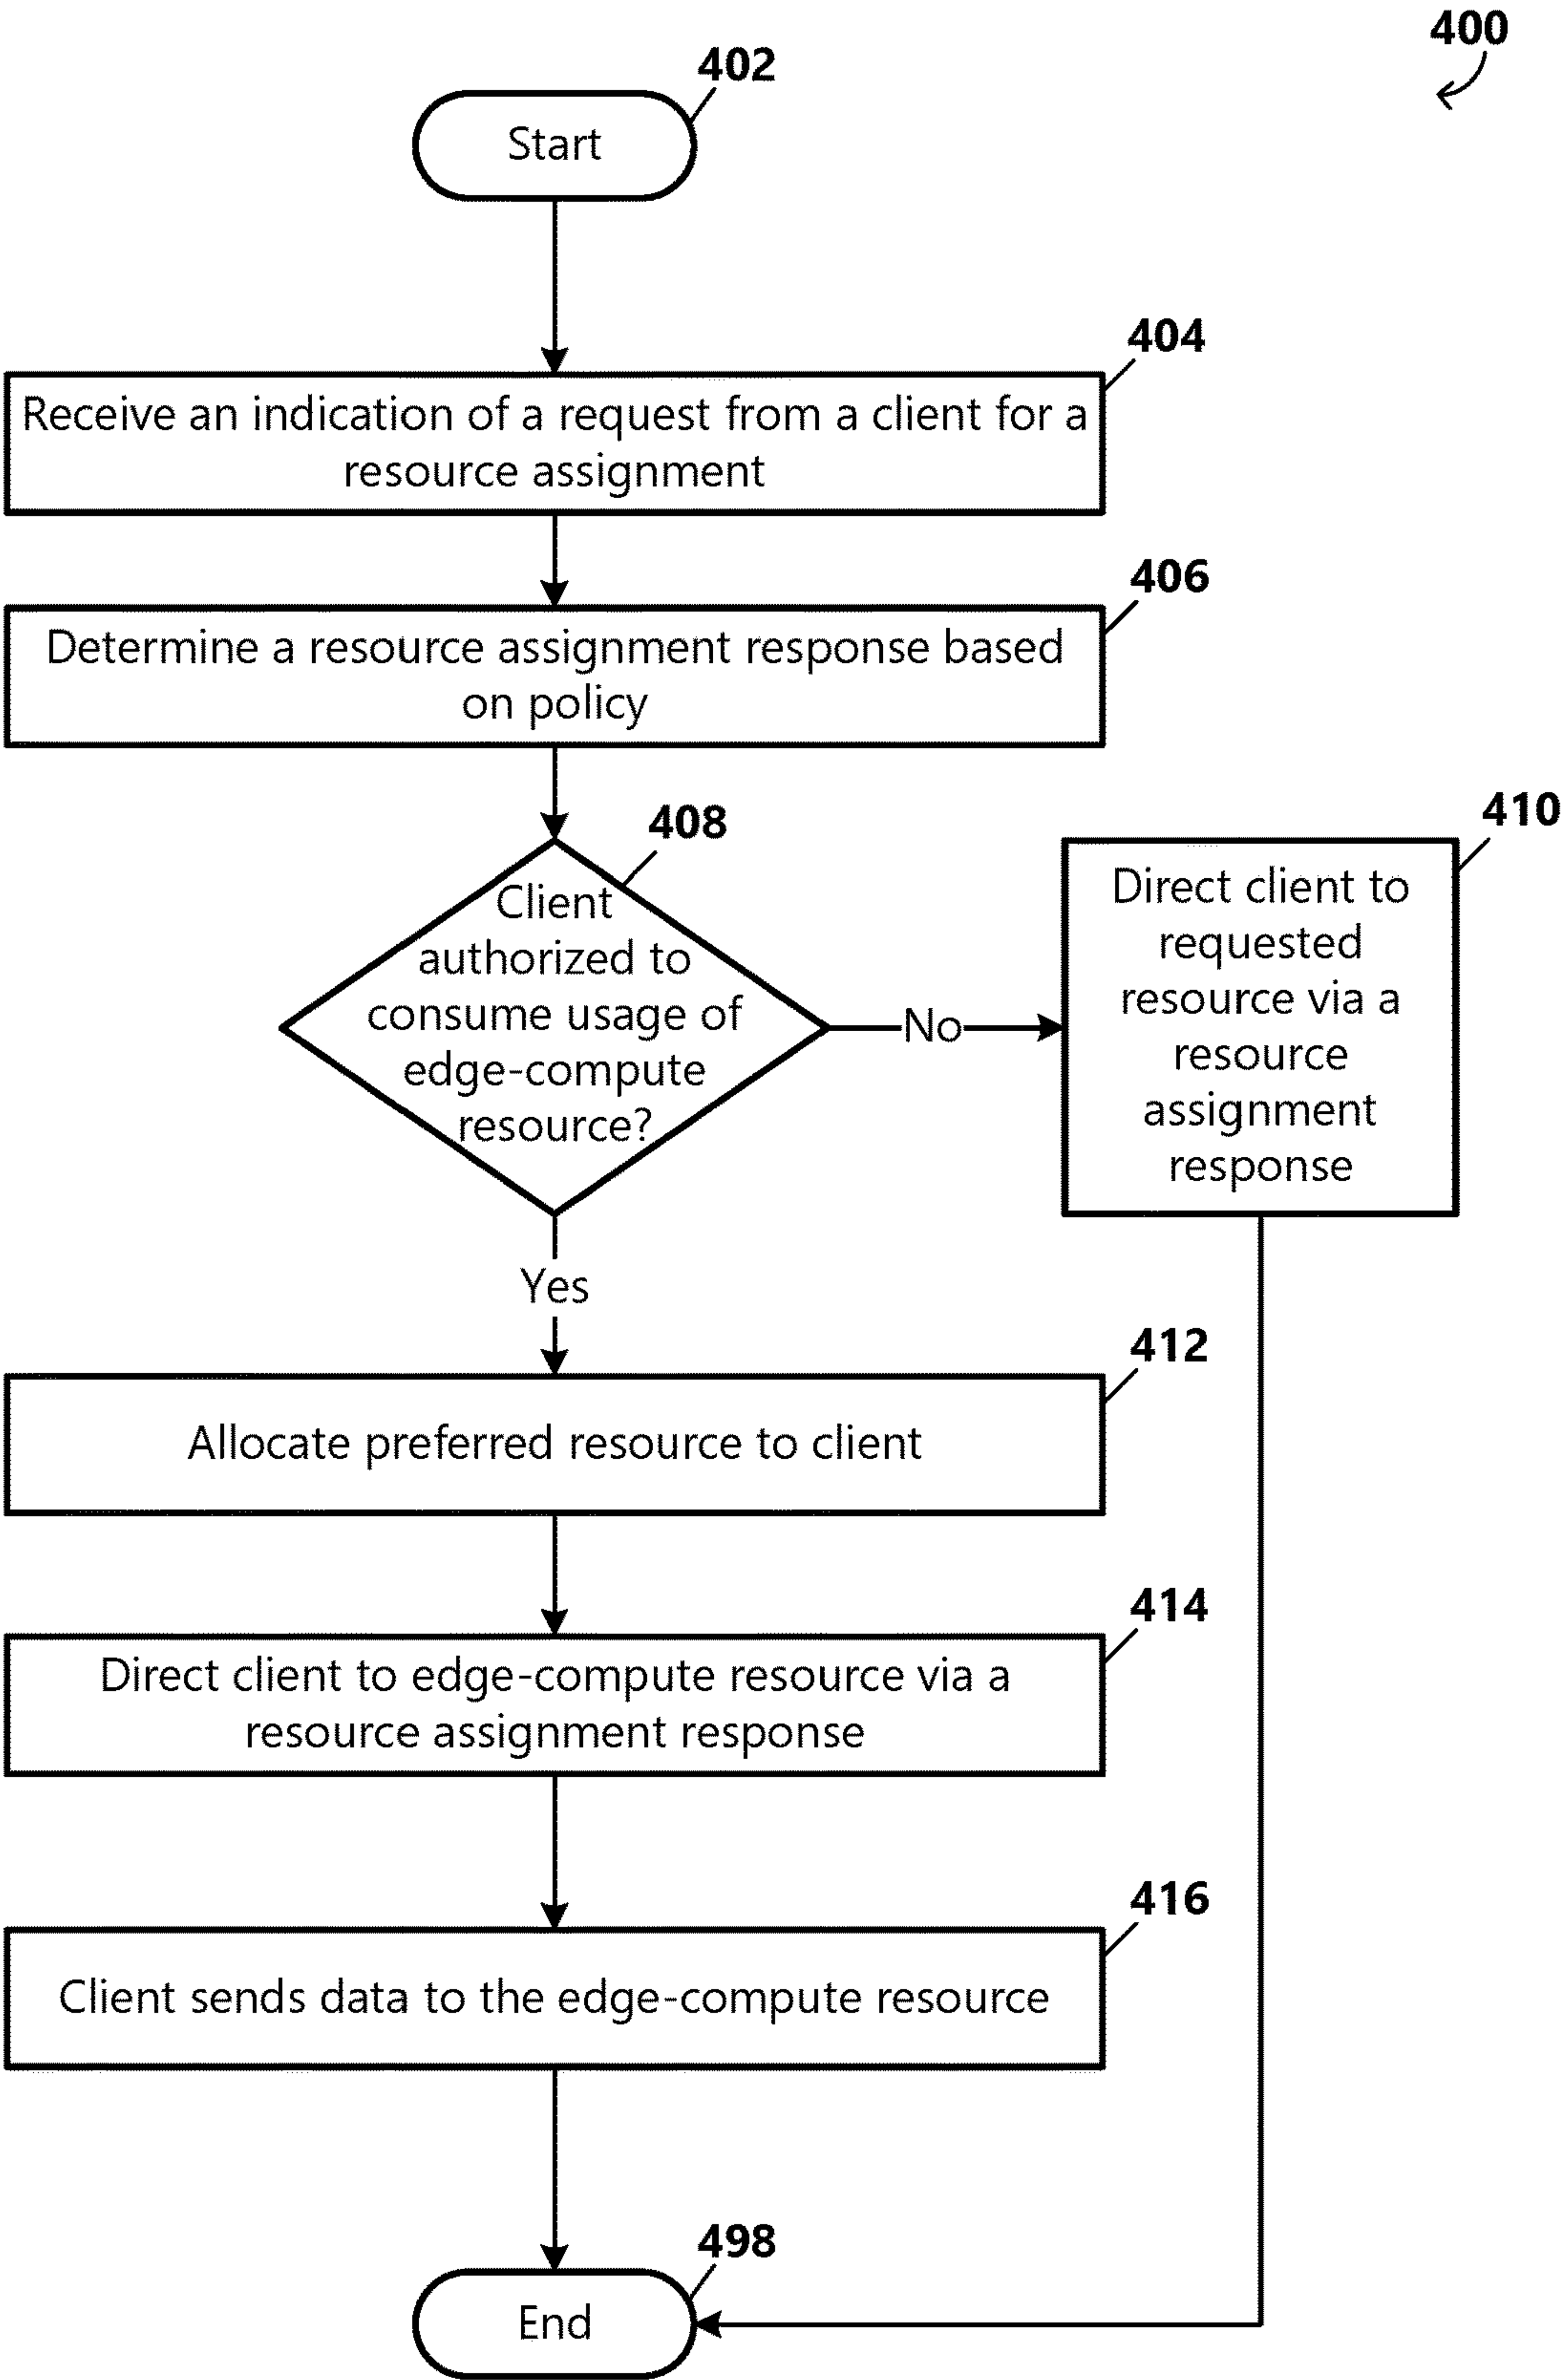 400
402
Start
404
Receive an indication of a request from a client for a
resource assignment
406
Determine a resource assignment response based
on policy
408
Client
authorized to
consume usage of
edge-compute
resource?
No
410
Direct client to
requested
resource via a
resource
assignment
response
Yes
412
Allocate preferred resource to client
414
Direct client to edge-compute resource via a
resource assignment response
416
Client sends data to the edge-compute resource
498
End